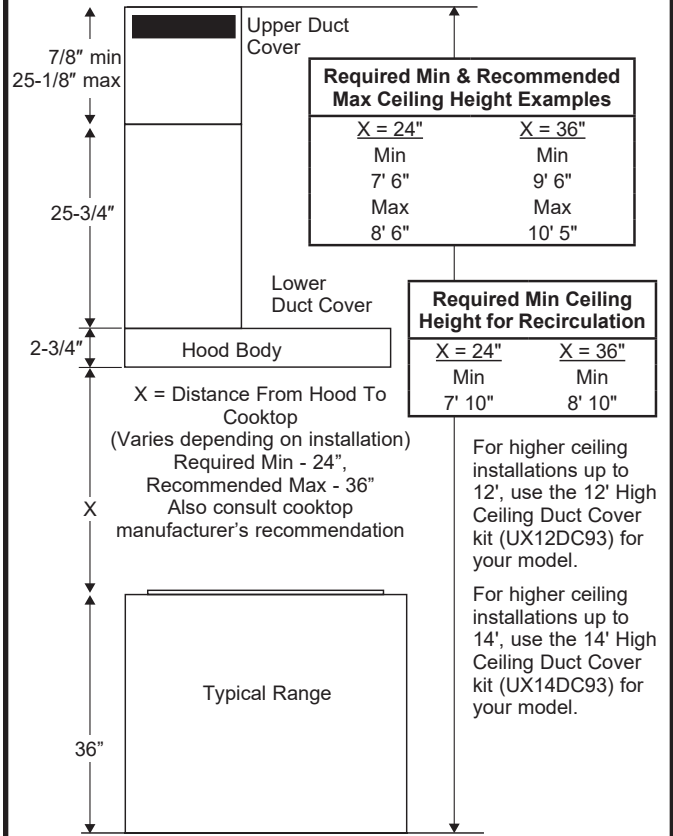 Upper Duct
Cover
7/8″ min
25-1/8″ max
Required Min & Recommended
Max Ceiling Height Examples
X = 24" X = 36"
Min Min
7' 6" 9' 6"
Max Max
8' 6" 10' 5"
25-3/4″
Lower
Duct Cover
Required Min Ceiling
Height for Recirculation
X = 24" X = 36"
Min Min
7' 10" 8' 10"
2-3/4″
Hood Body
X = Distance From Hood To
Cooktop
(Varies depending on installation)
Required Min - 24”,
Recommended Max - 36”
Also consult cooktop
manufacturer’s recommendation
X
For higher ceiling
installations up to
12', use the 12' High
Ceiling Duct Cover
kit (UX12DC93) for
your model.
For higher ceiling
installations up to
14', use the 14' High
Ceiling Duct Cover
kit (UX14DC93) for
your model.
Typical Range
36”